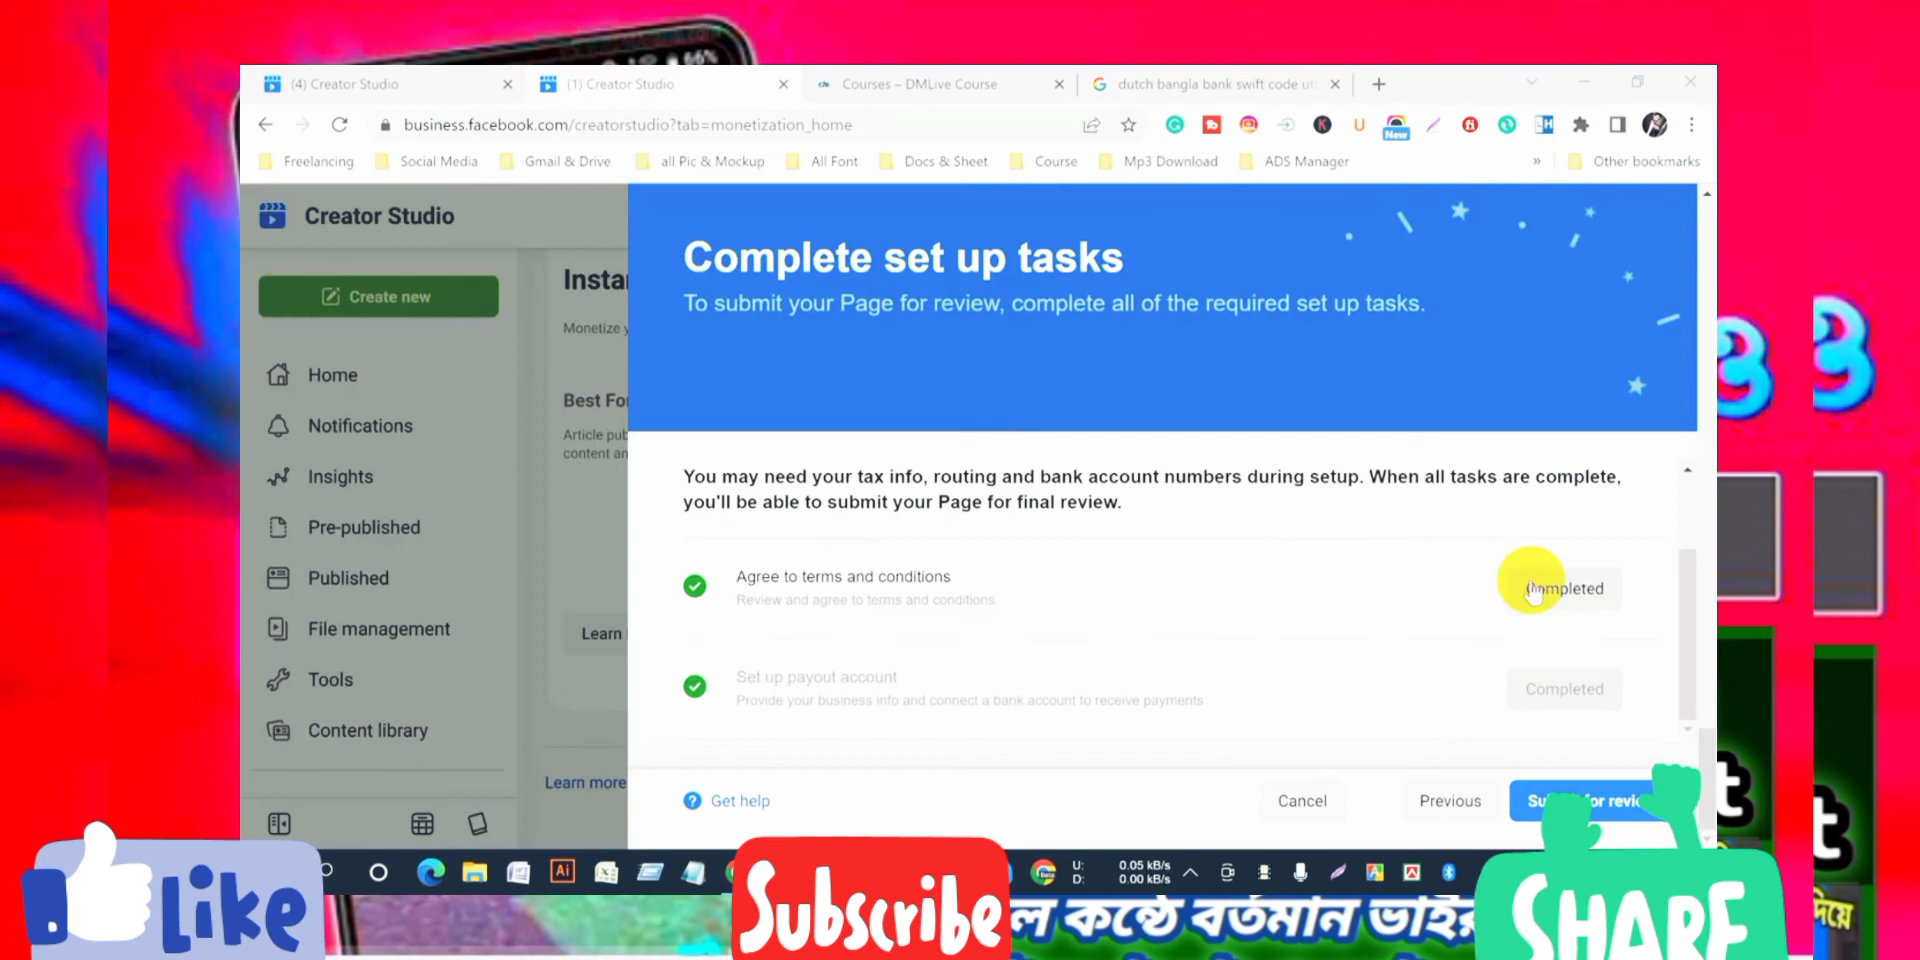 66%
(4) Creator Studio
(1) Creator Studio
Courses – DMLive Course
dutch bangla bank swift code ut
business.facebook.com/creatorstudio?tab=monetization_home
New
Freelancing
Social Media
Gmail & Drive
all Pic & Mockup
All Font
Docs & Sheet
Course
Mp3 Download
ADS Manager
»
Other bookmarks
Creator Studio
Create new
Home
Notifications
Insights
Pre-published
Published
File management
Tools
Content library
Insta
Monetize y
Best Fo
Article pub
content an
Learn
Learn more
Complete set up tasks
To submit your Page for review, complete all of the required set up tasks.
You may need your tax info, routing and bank account numbers during setup. When all tasks are complete,
you'll be able to submit your Page for final review.
Agree to terms and conditions
Review and agree to terms and conditions.
Completed
Set up payout account
Provide your business info and connect a bank account to receive payments
Completed
Get help
Cancel
Previous
ও
ও
t
t
U: 0.05 kB/s
D: 0.00 kB/s
Like
Subscribe
SHARE
ল কন্ঠে বর্তমান ভাইর
দিয়ে